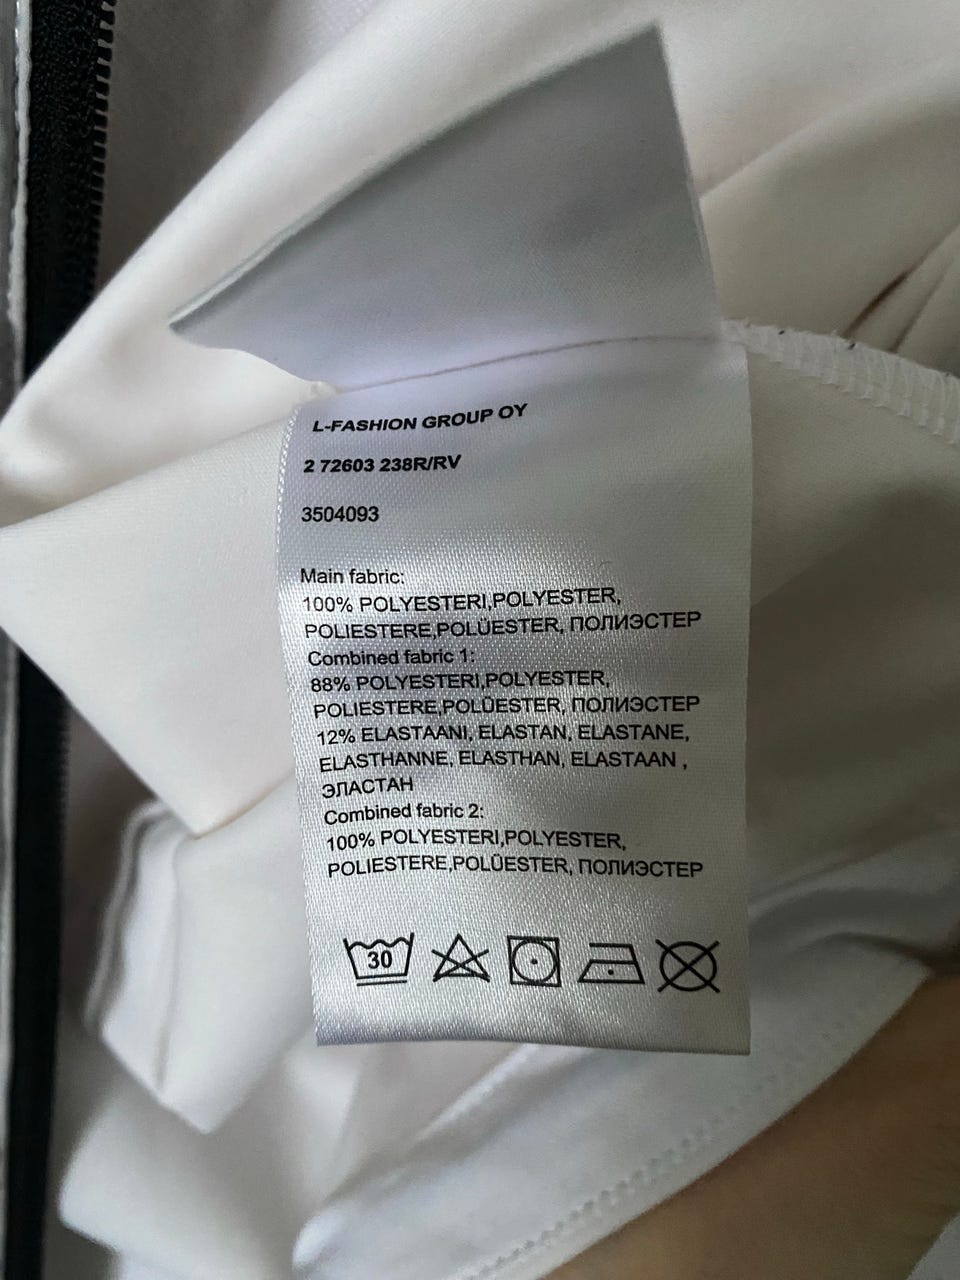 L-FASHION GROUP OY
2 72603 238R/RV
3504093
Main fabric:
100% POLYESTERI,POLYESTER,
POLIESTERE,POLÜESTER, ПОЛИЭСТЕР
Combined fabric 1:
88% POLYESTERI,POLYESTER,
POLIESTERE,POLÜESTER, ПОЛИЭСТЕР
12% ELASTAANI, ELASTAN, ELASTANE,
ELASTHANNE, ELASTHAN, ELASTAAN ,
ЭЛАСТАН
Combined fabric 2:
100% POLYESTERI,POLYESTER,
POLIESTERE,POLÜESTER, ПОЛИЭСТЕР
30